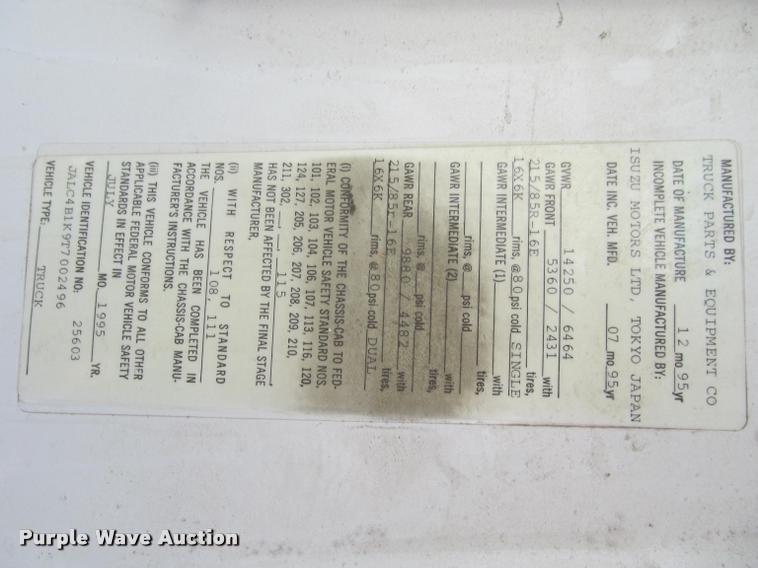 MANUFACTURED BY:
TRUCK PARTS & EQUIPMENT CO
DATE OF MANUFACTURE 12 mo 95 yr
INCOMPLETE VEHICLE MANUFACTURED BY:
ISUZU MOTORS LTD, TOKYO JAPAN
DATE INC. VEH. MFD. 07 mo 95 yr
GVWR 14250 / 6464
GAWR FRONT 5360 / 2431 with
215/85R-16E tires,
16X6K rims, @ 80 psi cold SINGLE
GAWR INTERMEDIATE (1) with
tires,
rims, @ psi cold
GAWR INTERMEDIATE (2) with
tires,
rims, @ psi cold
GAWR REAR 9880 / 4482 with
215/85r-16E tires,
16X6K rims, @ 80 psi cold DUAL
(i) CONFORMITY OF THE CHASSIS-CAB TO FED-
ERAL MOTOR VEHICLE SAFETY STANDARD NOS.
101, 102, 103, 104, 106, 107, 113, 116, 120,
124, 127, 205, 206, 207, 208, 209, 210,
211, 302, 115
HAS NOT BEEN AFFECTED BY THE FINAL STAGE
MANUFACTURER.
(ii) WITH RESPECT TO STANDARD
NOS. 108, 111
THE VEHICLE HAS BEEN COMPLETED IN
ACCORDANCE WITH THE CHASSIS-CAB MANU-
FACTURER'S INSTRUCTIONS.
(iii) THIS VEHICLE CONFORMS TO ALL OTHER
APPLICABLE FEDERAL MOTOR VEHICLE SAFETY
STANDARDS IN EFFECT IN
JULY MO. 1995 YR.
VEHICLE IDENTIFICATION NO. 25603
JALC4B1K9T7002496
VEHICLE TYPE: TRUCK
Purple Wave Auction